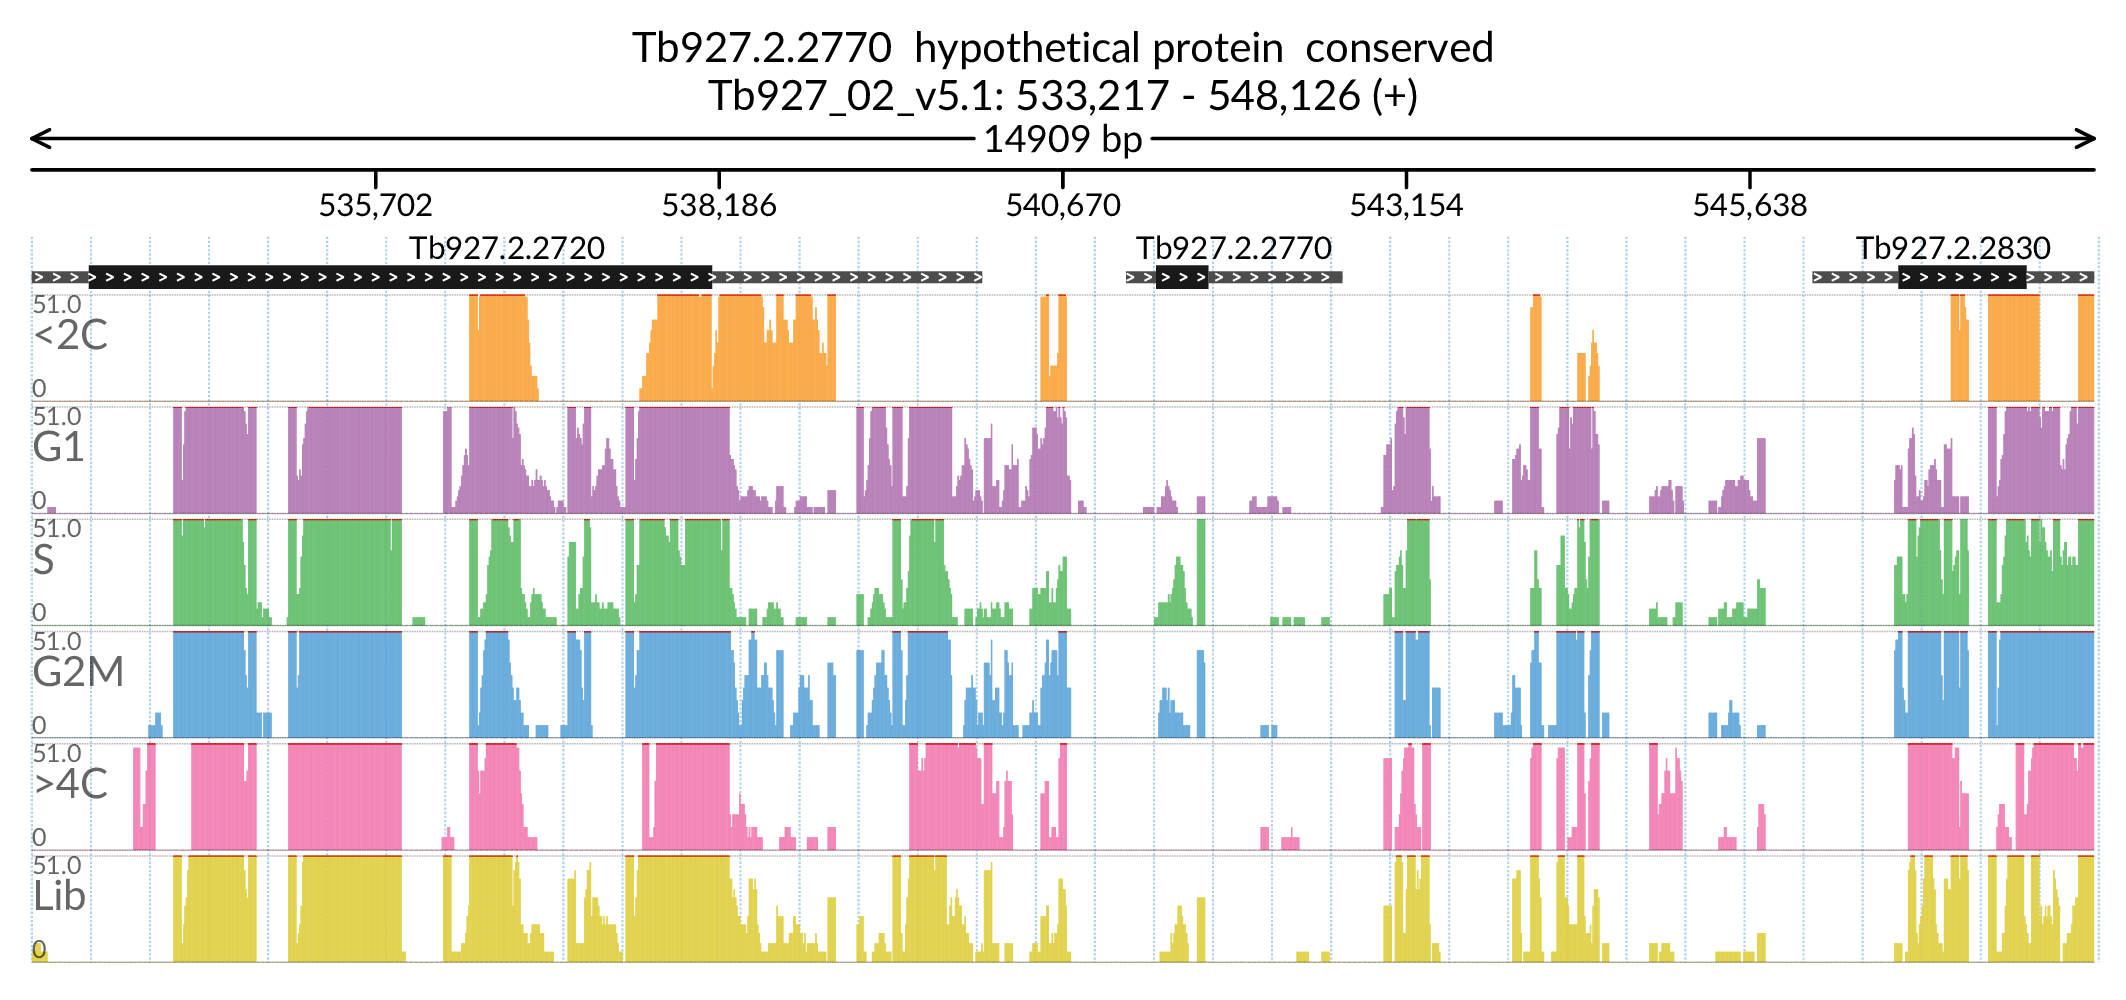 Tb927.2.2770  hypothetical protein  conserved
Tb927_02_v5.1: 533,217 - 548,126 (+)
14909 bp
535,702 538,186 540,670 543,154 545,638
Tb927.2.2720 Tb927.2.2770 Tb927.2.2830
51.0
<2C
0
51.0
G1
0
51.0
S
0
51.0
G2M
0
51.0
>4C
0
51.0
Lib
0